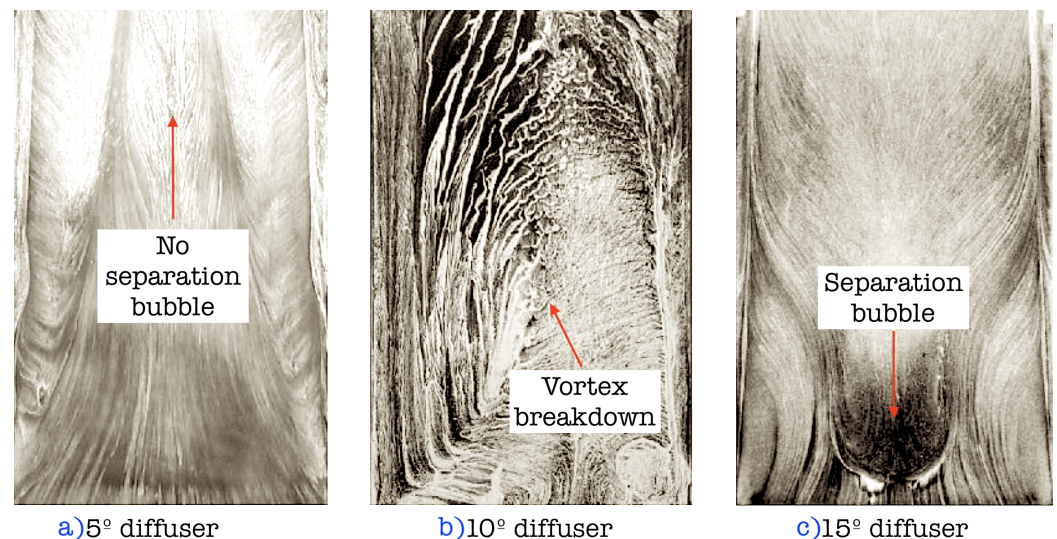 No
separation
bubble
Vortex
breakdown
Separation
bubble
a)5º diffuser
b)10º diffuser
c)15º diffuser